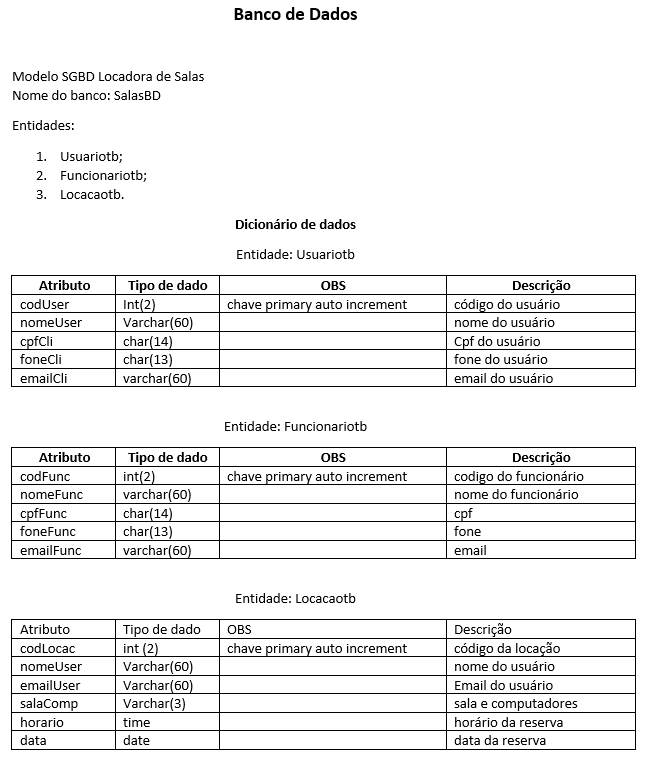 Banco de Dados
Modelo SGBD Locadora de Salas
Nome do banco: SalasBD
Entidades:
1. Usuariotb;
2. Funcionariotb;
3. Locacaotb.
Dicionário de dados
Entidade: Usuariotb
Atributo Tipo de dado OBS Descrição
codUser Int(2) chave primary auto increment código do usuário
nomeUser Varchar(60) nome do usuário
cpfCli char(14) Cpf do usuário
foneCli char(13) fone do usuário
emailCli varchar(60) email do usuário
Entidade: Funcionariotb
Atributo Tipo de dado OBS Descrição
codFunc int(2) chave primary auto increment codigo do funcionário
nomeFunc varchar(60) nome do funcionário
cpfFunc char(14) cpf
foneFunc char(13) fone
emailFunc varchar(60) email
Entidade: Locacaotb
Atributo Tipo de dado OBS Descrição
codLocac int (2) chave primary auto increment código da locação
nomeUser Varchar(60) nome do usuário
emailUser Varchar(60) Email do usuário
salaComp Varchar(3) sala e computadores
horario time horário da reserva
data date data da reserva